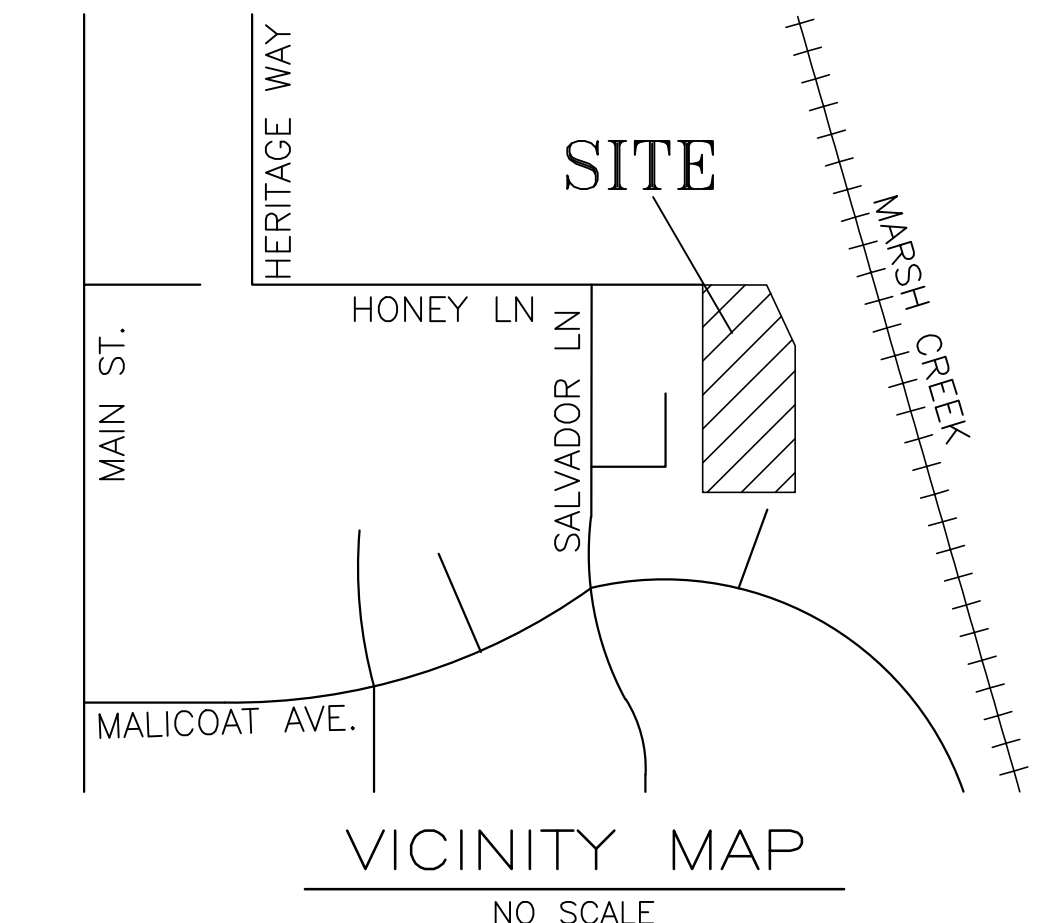 HERITAGE WAY
SITE
MARSH CREEK
HONEY LN
MAIN ST.
SALVADOR LN
MALICOAT AVE.
VICINITY MAP
NO SCALE